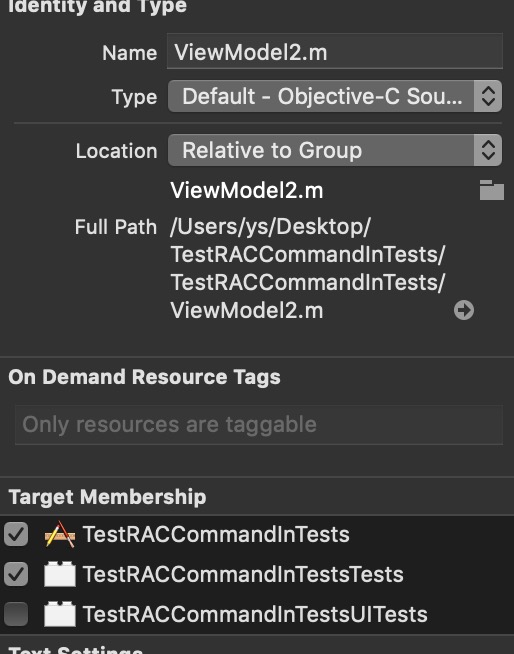 Identity and Type
Name ViewModel2.m
Type Default - Objective-C Sou...
Location Relative to Group
ViewModel2.m
Full Path /Users/ys/Desktop/
TestRACCommandInTests/
TestRACCommandInTests/
ViewModel2.m
On Demand Resource Tags
Only resources are taggable
Target Membership
TestRACCommandInTests
TestRACCommandInTestsTests
TestRACCommandInTestsUITests
Text Settings